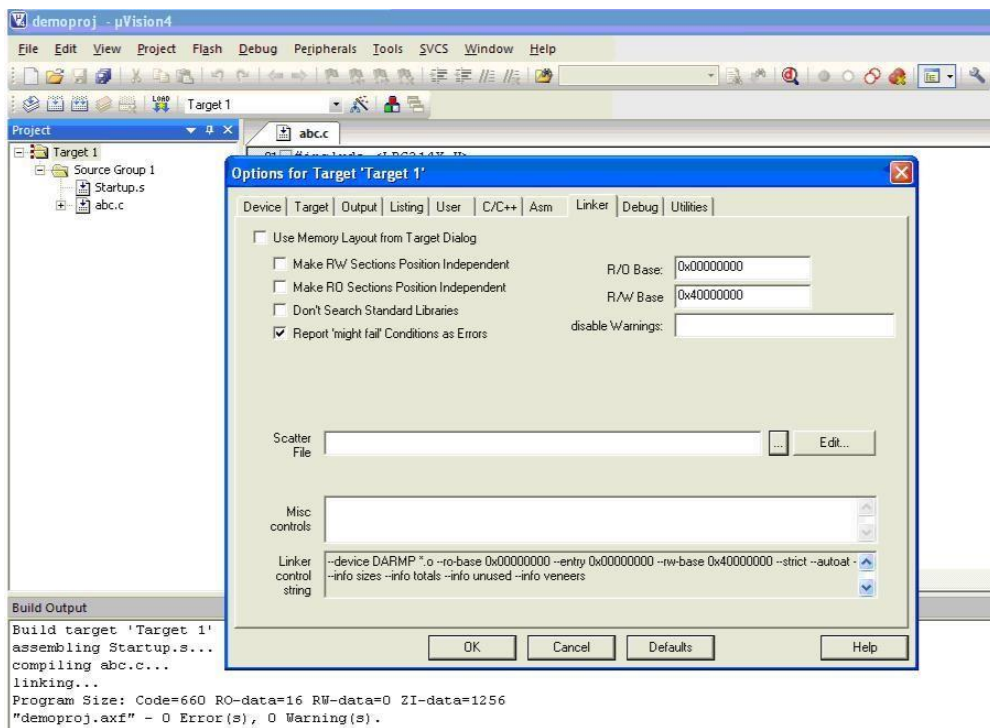 demoproj - µVision4
File Edit View Project Flash Debug Peripherals Tools SVCS Window Help
LOAD Target 1
Project
abc.c
Target 1
Source Group 1
Startup.s
abc.c
01 #include <LPC214X.H>
Options for Target 'Target 1'
Device Target Output Listing User C/C++ Asm Linker Debug Utilities
Use Memory Layout from Target Dialog
Make RW Sections Position Independent
R/O Base: 0x00000000
Make RO Sections Position Independent
R/W Base 0x40000000
Don't Search Standard Libraries
disable Warnings:
Report 'might fail' Conditions as Errors
Scatter
File
... Edit...
Misc
controls
Linker
control
string
--device DARMP *.o --ro-base 0x00000000 --entry 0x00000000 --rw-base 0x40000000 --strict --autoat -
--info sizes --info totals --info unused --info veneers
OK Cancel Defaults Help
Build Output
Build target 'Target 1'
assembling Startup.s...
compiling abc.c...
linking...
Program Size: Code=660 RO-data=16 RW-data=0 ZI-data=1256
"demoproj.axf" - 0 Error(s), 0 Warning(s).